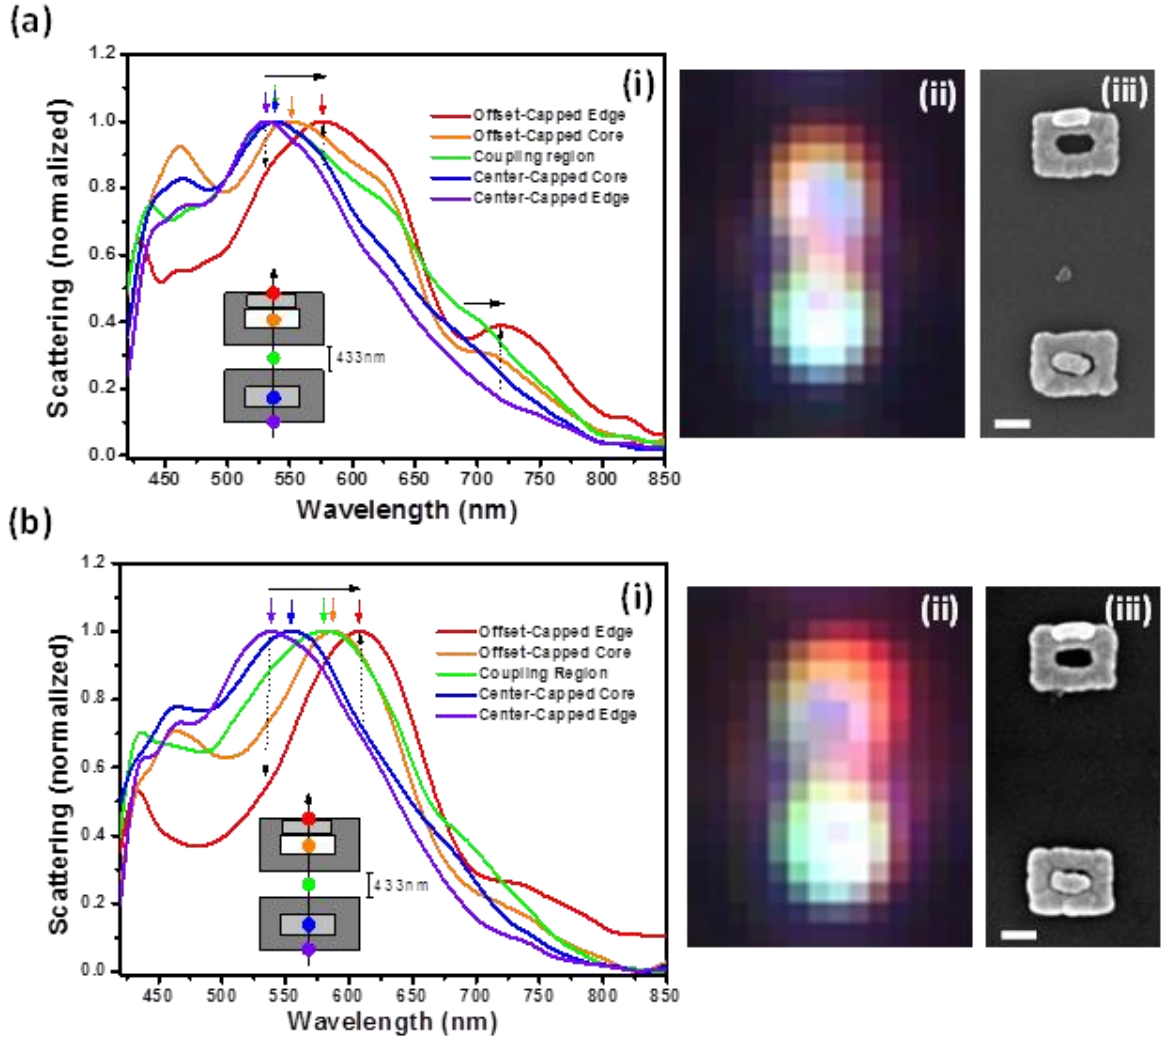 (a)
(i)
(ii)
(iii)
1.2
1.0
0.8
0.6
0.4
0.2
0.0
Scattering (normalized)
Offset-Capped Edge
Offset-Capped Core
Coupling region
Center-Capped Core
Center-Capped Edge
433nm
450 500 550 600 650 700 750 800 850
Wavelength (nm)
(b)
(i)
(ii)
(iii)
1.2
1.0
0.8
0.6
0.4
0.2
0.0
Scattering (normalized)
Offset-Capped Edge
Offset-Capped Core
Coupling Region
Center-Capped Core
Center-Capped Edge
433nm
450 500 550 600 650 700 750 800 850
Wavelength (nm)